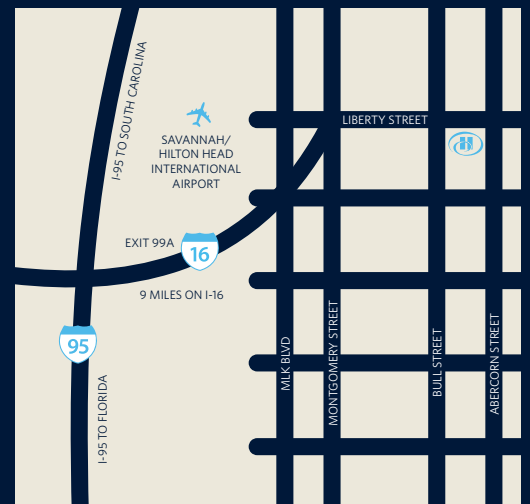 I-95 TO SOUTH CAROLINA
SAVANNAH/
HILTON HEAD
INTERNATIONAL
AIRPORT
LIBERTY STREET
H
EXIT 99A
16
9 MILES ON I-16
95
I-95 TO FLORIDA
MLK BLVD
MONTGOMERY STREET
BULL STREET
ABERCORN STREET